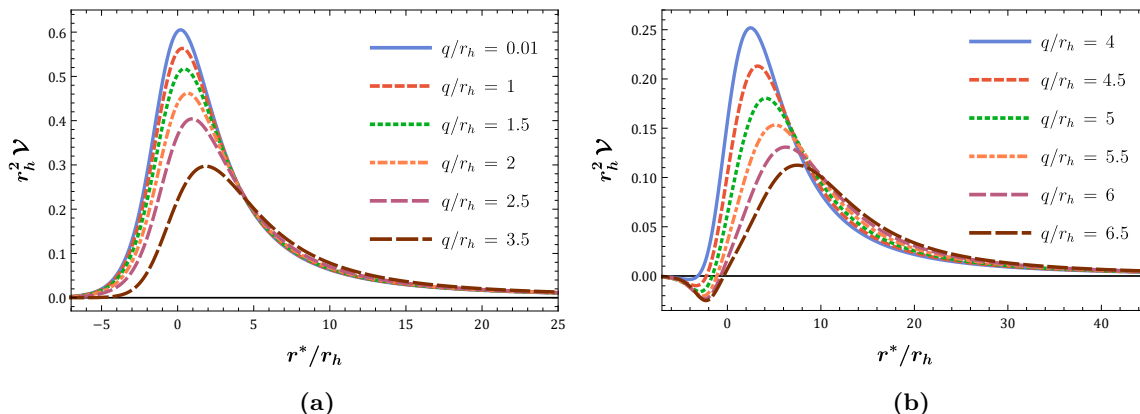 0.6
0.5
0.4
0.3
0.2
0.1
0.0
r_h^2 𝒱
q/r_h = 0.01
q/r_h = 1
q/r_h = 1.5
q/r_h = 2
q/r_h = 2.5
q/r_h = 3.5
−5 0 5 10 15 20 25
r*/r_h
(a)
0.25
0.20
0.15
0.10
0.05
0.00
r_h^2 𝒱
q/r_h = 4
q/r_h = 4.5
q/r_h = 5
q/r_h = 5.5
q/r_h = 6
q/r_h = 6.5
0 10 20 30 40
r*/r_h
(b)